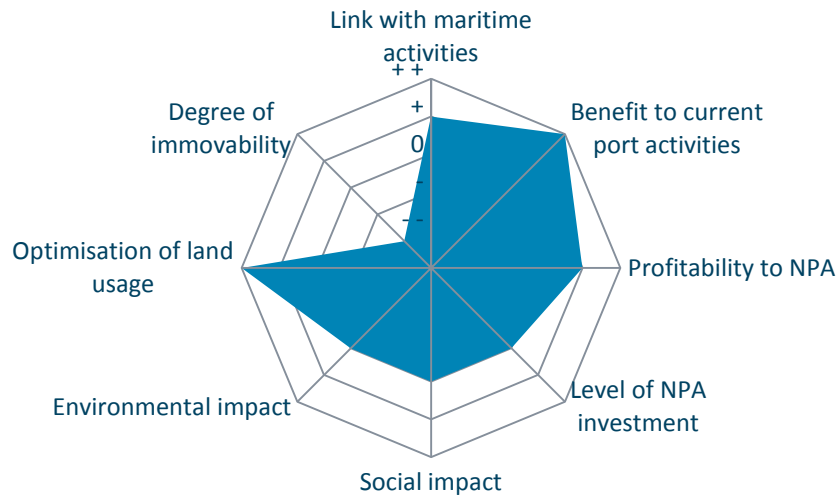 Link with maritime
activities
+ +
+
0
-
- -
Benefit to current
port activities
Profitability to NPA
Level of NPA
investment
Social impact
Environmental impact
Optimisation of land
usage
Degree of
immovability